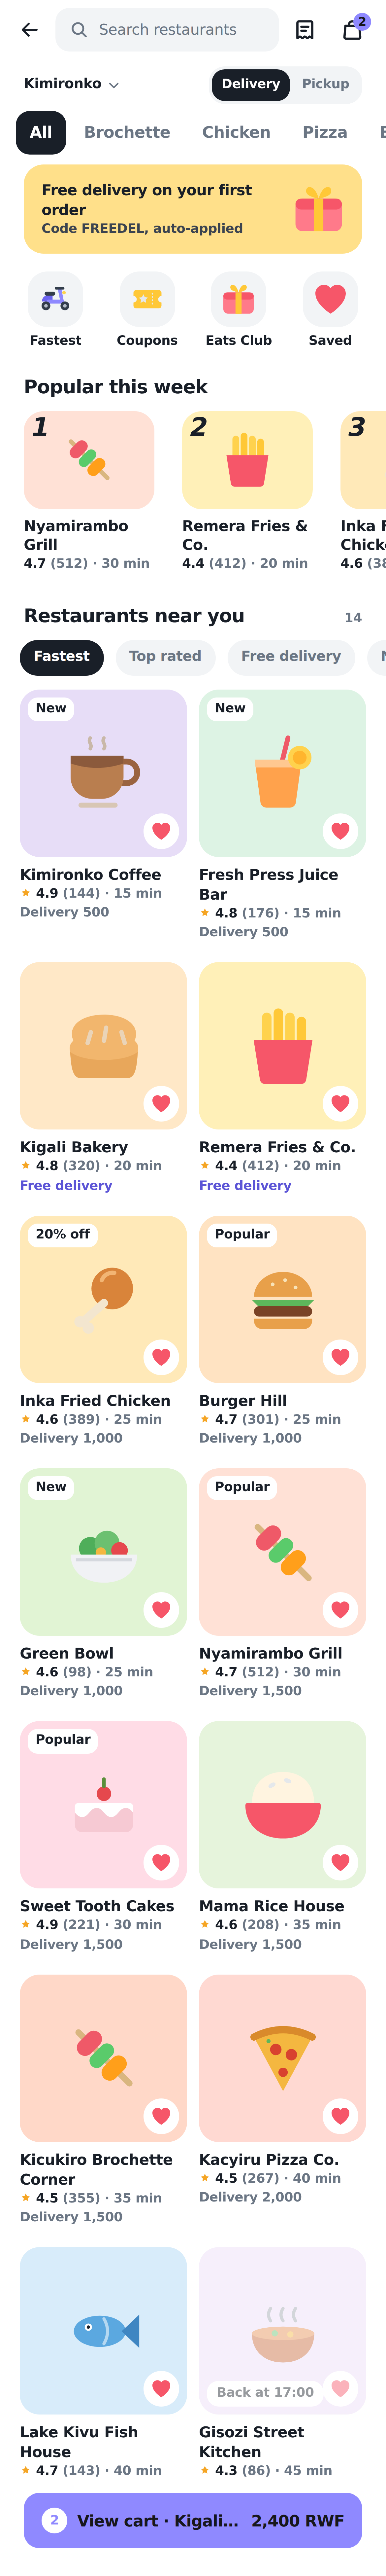 Search restaurants
2
Kimironko
Delivery
Pickup
All
Brochette
Chicken
Pizza
Free delivery on your first
order
Code FREEDEL, auto-applied
Fastest
Coupons
Eats Club
Saved
Popular this week
1
2
3
Nyamirambo
Grill
4.7 (512) · 30 min
Remera Fries &
Co.
4.4 (412) · 20 min
Inka
4.6
Restaurants near you
14
Fastest
Top rated
Free delivery
New
New
Kimironko Coffee
4.9 (144) · 15 min
Delivery 500
Fresh Press Juice
Bar
4.8 (176) · 15 min
Delivery 500
Kigali Bakery
4.8 (320) · 20 min
Free delivery
Remera Fries & Co.
4.4 (412) · 20 min
Free delivery
20% off
Popular
Inka Fried Chicken
4.6 (389) · 25 min
Delivery 1,000
Burger Hill
4.7 (301) · 25 min
Delivery 1,000
New
Popular
Green Bowl
4.6 (98) · 25 min
Delivery 1,000
Nyamirambo Grill
4.7 (512) · 30 min
Delivery 1,500
Popular
Sweet Tooth Cakes
4.9 (221) · 30 min
Delivery 1,500
Mama Rice House
4.6 (208) · 35 min
Delivery 1,500
Kicukiro Brochette
Corner
4.5 (355) · 35 min
Delivery 1,500
Kacyiru Pizza Co.
4.5 (267) · 40 min
Delivery 2,000
Back at 17:00
Lake Kivu Fish
House
4.7 (143) · 40 min
Gisozi Street
Kitchen
4.3 (86) · 45 min
2
View cart · Kigali...
2,400 RWF